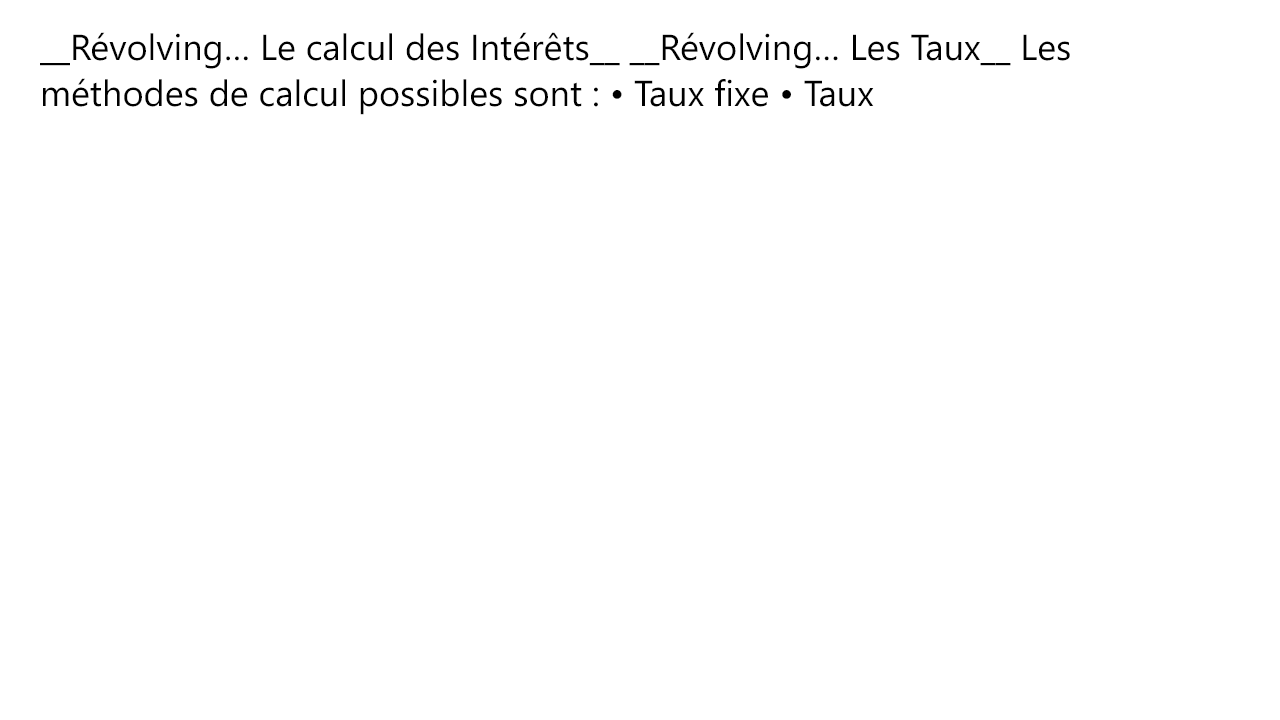 __Révolving... Le calcul des Intérêts__ __Révolving... Les Taux__ Les
méthodes de calcul possibles sont : • Taux fixe • Taux